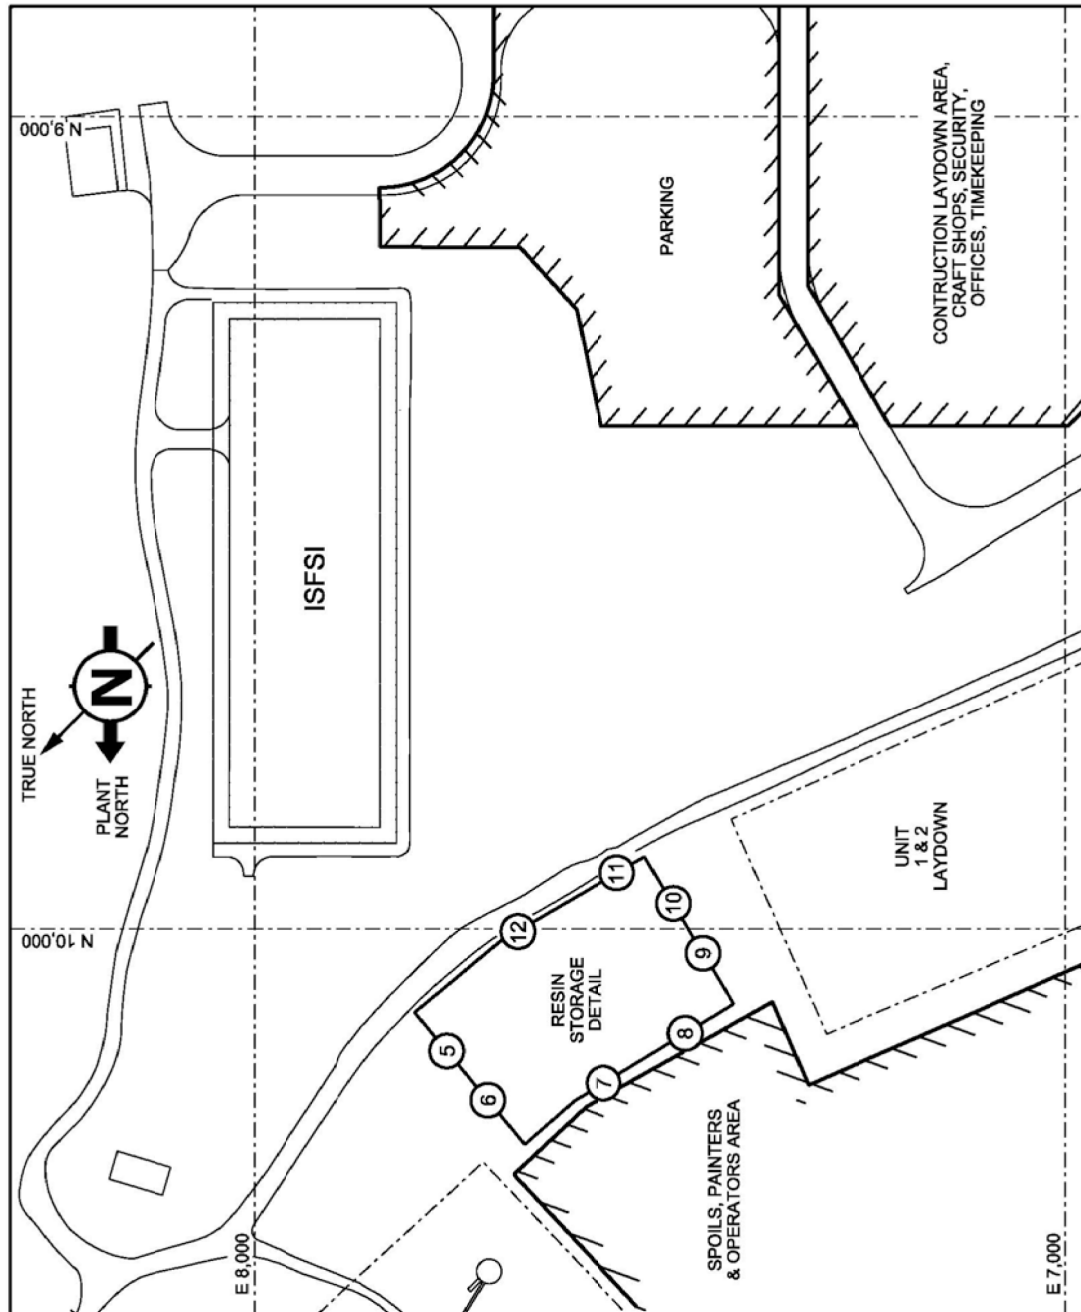 N 9,000
CONTRUCTION LAYDOWN AREA,
CRAFT SHOPS, SECURITY,
OFFICES, TIMEKEEPING
PARKING
ISFSI
TRUE NORTH
N
PLANT
NORTH
UNIT
1 & 2
LAYDOWN
11
10
12
9
N 10,000
RESIN
STORAGE
DETAIL
8
5
7
6
SPOILS, PAINTERS
& OPERATORS AREA
E 8,000
E 7,000